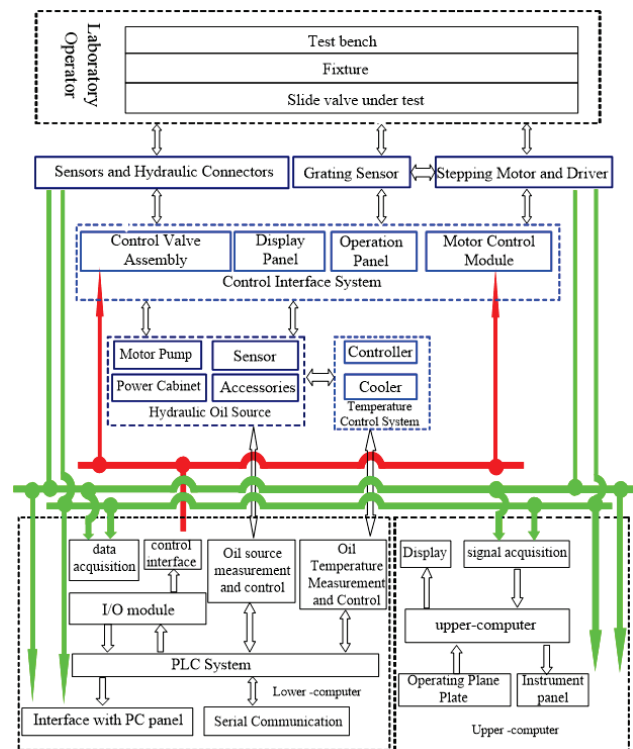 Laboratory
Operator
Test bench
Fixture
Slide valve under test
Sensors and Hydraulic Connectors
Grating Sensor
Stepping Motor and Driver
Control Valve
Assembly
Display
Panel
Operation
Panel
Motor Control
Module
Control Interface System
Motor Pump
Sensor
Power Cabinet
Accessories
Hydraulic Oil Source
Controller
Cooler
Temperature
Control System
data
acquisition
control
interface
Oil source
measurement
and control
Oil
Temperature
Measurement
and Control
I/O module
PLC System
Lower -computer
Interface with PC panel
Serial Communication
Display
signal acquisition
upper-computer
Operating Plane
Plate
Instrument
panel
Upper -computer